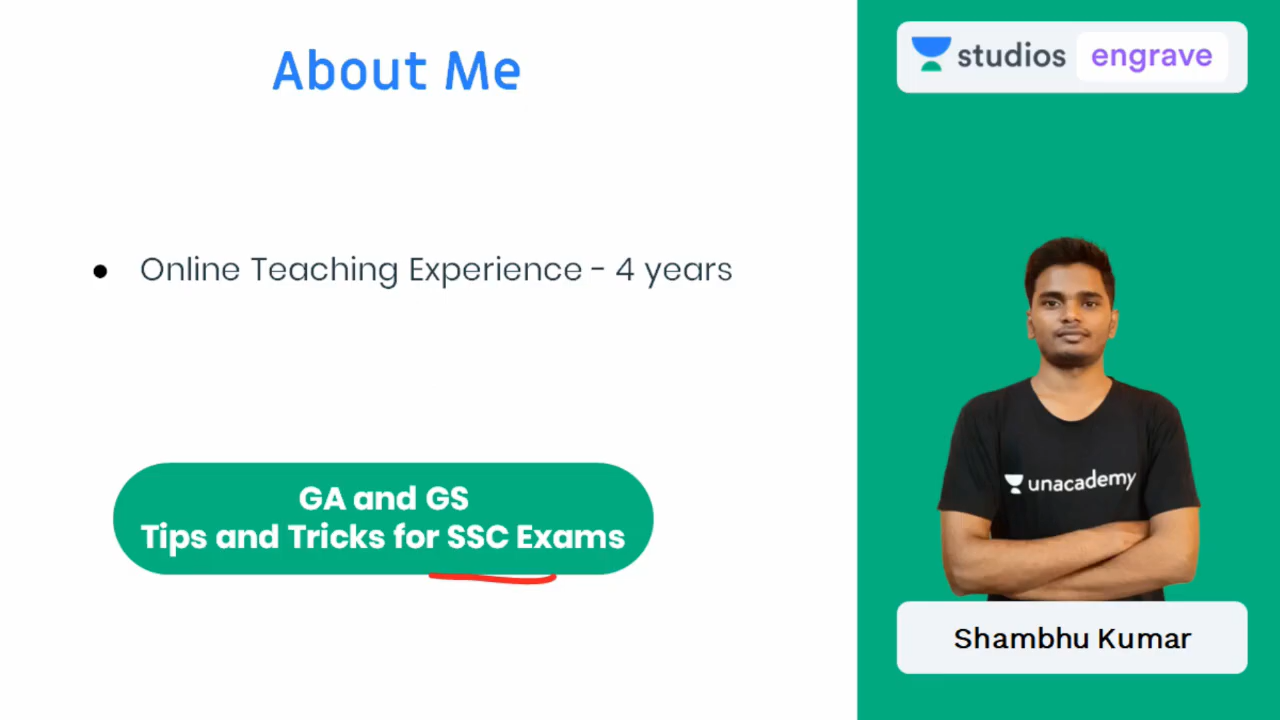 About Me
studios engrave
● Online Teaching Experience - 4 years
unacademy
GA and GS
Tips and Tricks for SSC Exams
Shambhu Kumar